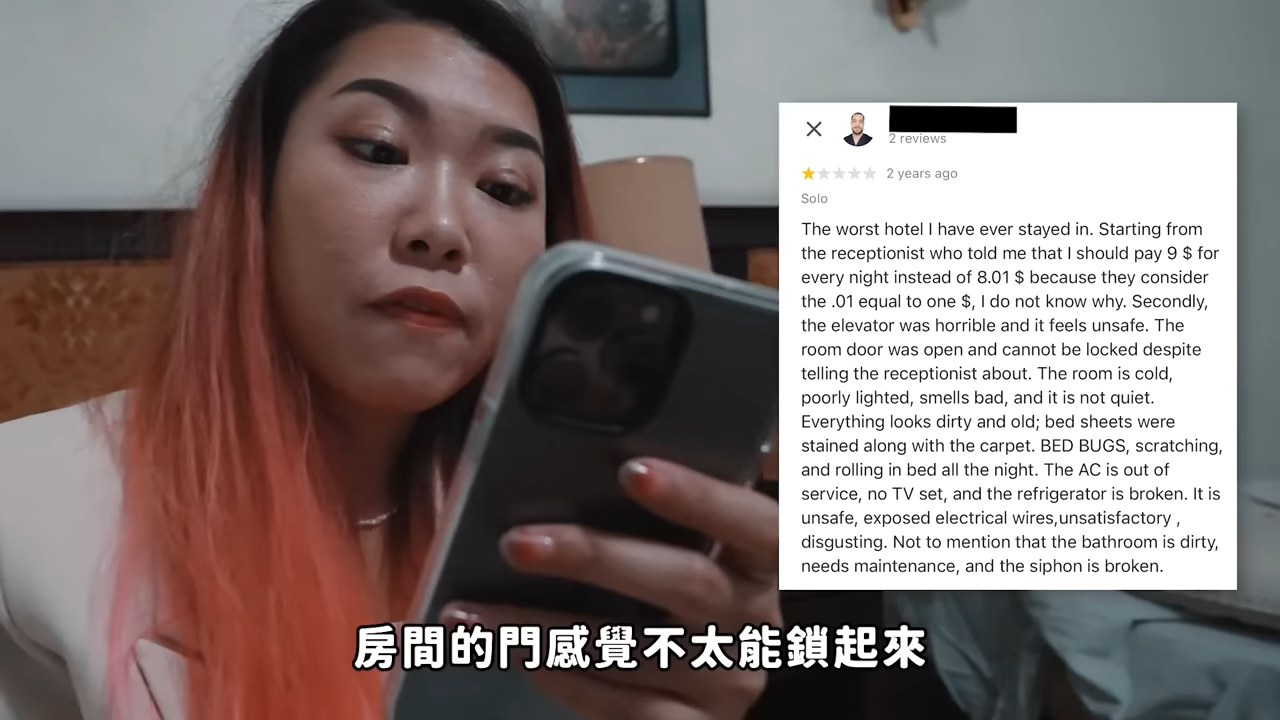 2 reviews
2 years ago
Solo
The worst hotel I have ever stayed in. Starting from
the receptionist who told me that I should pay 9 $ for
every night instead of 8.01 $ because they consider
the .01 equal to one $, I do not know why. Secondly,
the elevator was horrible and it feels unsafe. The
room door was open and cannot be locked despite
telling the receptionist about. The room is cold,
poorly lighted, smells bad, and it is not quiet.
Everything looks dirty and old; bed sheets were
stained along with the carpet. BED BUGS, scratching,
and rolling in bed all the night. The AC is out of
service, no TV set, and the refrigerator is broken. It is
unsafe, exposed electrical wires,unsatisfactory ,
disgusting. Not to mention that the bathroom is dirty,
needs maintenance, and the siphon is broken.
房間的門感覺不太能鎖起來